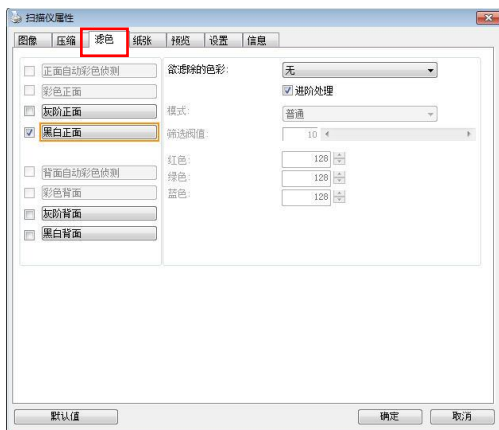 扫描仪属性
图像 压缩 滤色 纸张 预览 设置 信息
正面自动彩色侦测
彩色正面
灰阶正面
黑白正面
背面自动彩色侦测
彩色背面
灰阶背面
黑白背面
欲滤除的色彩: 无
进阶处理
模式: 普通
筛选阀值: 10
红色: 128
绿色: 128
蓝色: 128
默认值 确定 取消